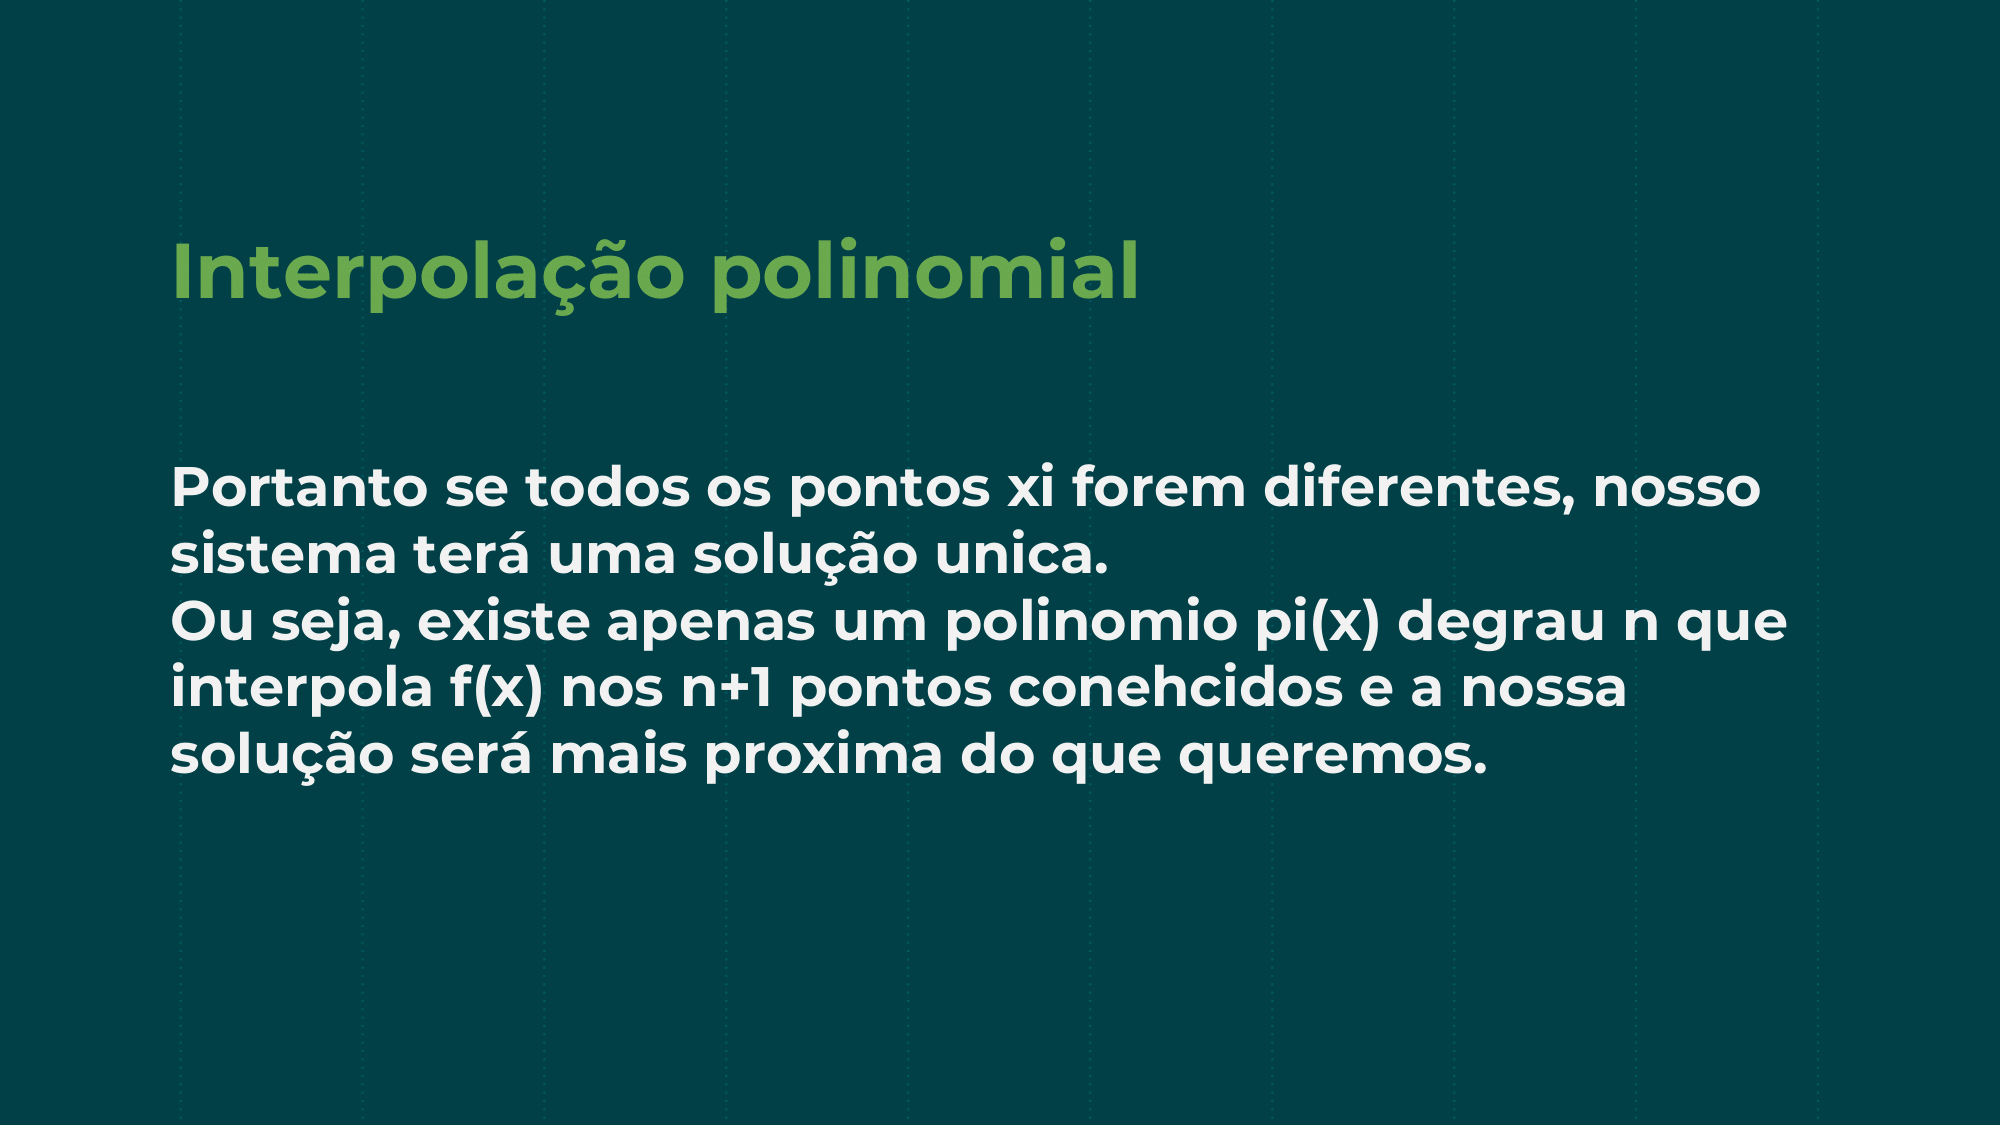 Interpolação polinomial
Portanto se todos os pontos xi forem diferentes, nosso
sistema terá uma solução unica.
Ou seja, existe apenas um polinomio pi(x) degrau n que
interpola f(x) nos n+1 pontos conehcidos e a nossa
solução será mais proxima do que queremos.